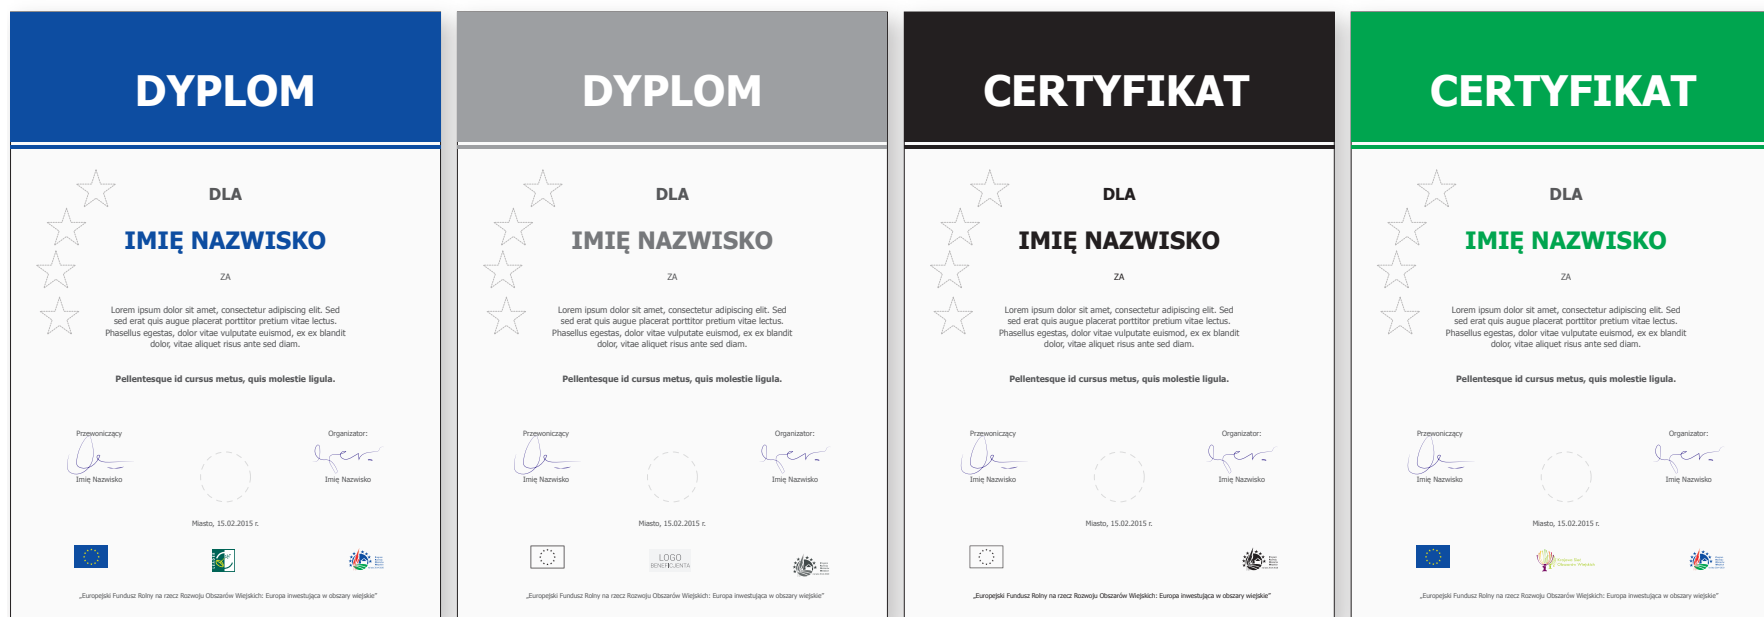 DYPLOM
DLA
IMIĘ NAZWISKO
ZA
Lorem ipsum dolor sit amet, consectetur adipiscing elit. Sed
sed erat quis augue placerat porttitor pretium vitae lectus.
Phasellus egestas, dolor vitae vulputate euismod, ex ex blandit
dolor, vitae aliquet risus ante sed diam.
Pellentesque id cursus metus, quis molestie ligula.
Przewoniczący
Organizator:
Imię Nazwisko
Imię Nazwisko
Miasto, 15.02.2015 r.
„Europejski Fundusz Rolny na rzecz Rozwoju Obszarów Wiejskich: Europa inwestująca w obszary wiejskie"
DYPLOM
DLA
IMIĘ NAZWISKO
ZA
Lorem ipsum dolor sit amet, consectetur adipiscing elit. Sed
sed erat quis augue placerat porttitor pretium vitae lectus.
Phasellus egestas, dolor vitae vulputate euismod, ex ex blandit
dolor, vitae aliquet risus ante sed diam.
Pellentesque id cursus metus, quis molestie ligula.
Przewoniczący
Organizator:
Imię Nazwisko
Imię Nazwisko
Miasto, 15.02.2015 r.
LOGO
BENEFICJENTA
„Europejski Fundusz Rolny na rzecz Rozwoju Obszarów Wiejskich: Europa inwestująca w obszary wiejskie"
CERTYFIKAT
DLA
IMIĘ NAZWISKO
ZA
Lorem ipsum dolor sit amet, consectetur adipiscing elit. Sed
sed erat quis augue placerat porttitor pretium vitae lectus.
Phasellus egestas, dolor vitae vulputate euismod, ex ex blandit
dolor, vitae aliquet risus ante sed diam.
Pellentesque id cursus metus, quis molestie ligula.
Przewoniczący
Organizator:
Imię Nazwisko
Imię Nazwisko
Miasto, 15.02.2015 r.
„Europejski Fundusz Rolny na rzecz Rozwoju Obszarów Wiejskich: Europa inwestująca w obszary wiejskie"
CERTYFIKAT
DLA
IMIĘ NAZWISKO
ZA
Lorem ipsum dolor sit amet, consectetur adipiscing elit. Sed
sed erat quis augue placerat porttitor pretium vitae lectus.
Phasellus egestas, dolor vitae vulputate euismod, ex ex blandit
dolor, vitae aliquet risus ante sed diam.
Pellentesque id cursus metus, quis molestie ligula.
Przewoniczący
Organizator:
Imię Nazwisko
Imię Nazwisko
Miasto, 15.02.2015 r.
Krajowa Sieć
Obszarów Wiejskich
„Europejski Fundusz Rolny na rzecz Rozwoju Obszarów Wiejskich: Europa inwestująca w obszary wiejskie"